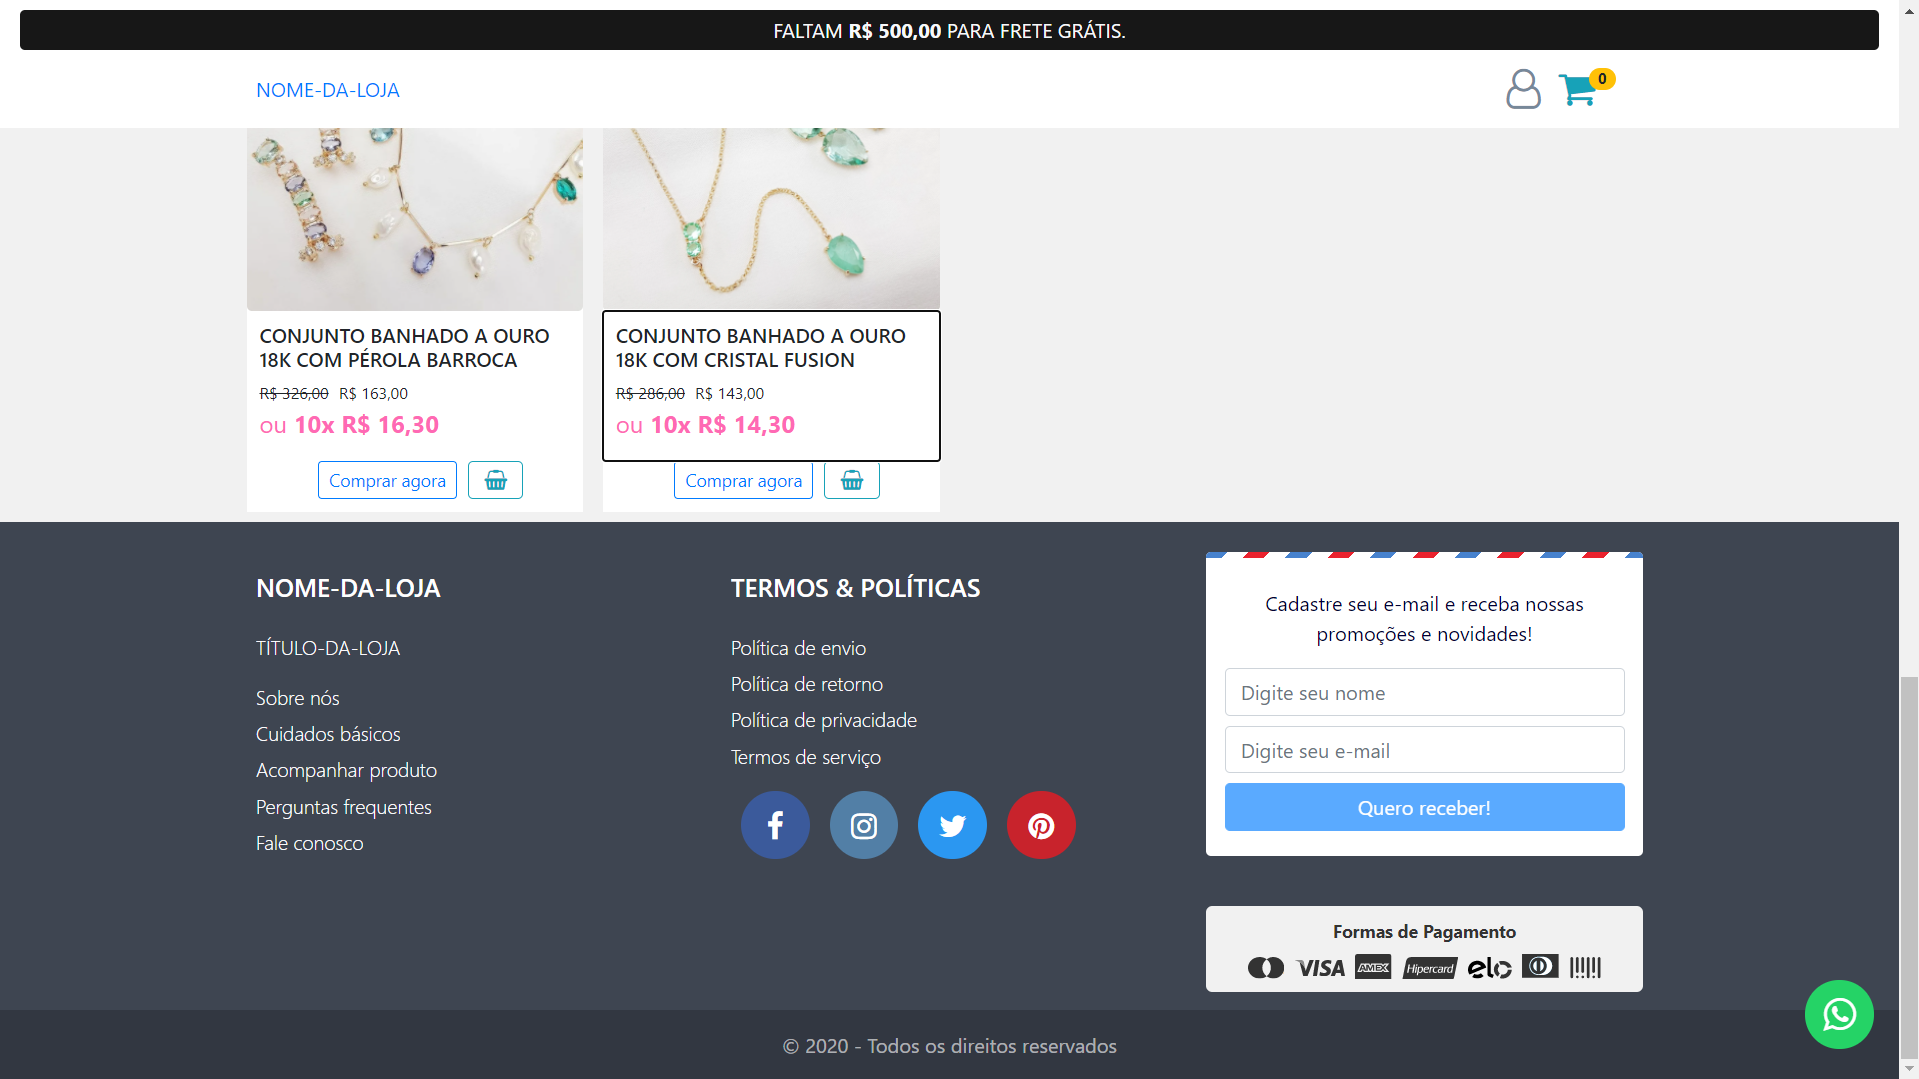 FALTAM R$ 500,00 PARA FRETE GRÁTIS.
NOME-DA-LOJA
0
CONJUNTO BANHADO A OURO
18K COM PÉROLA BARROCA
R$ 326,00 R$ 163,00
ou 10x R$ 16,30
Comprar agora
CONJUNTO BANHADO A OURO
18K COM CRISTAL FUSION
R$ 286,00 R$ 143,00
ou 10x R$ 14,30
Comprar agora
NOME-DA-LOJA
TÍTULO-DA-LOJA
Sobre nós
Cuidados básicos
Acompanhar produto
Perguntas frequentes
Fale conosco
TERMOS & POLÍTICAS
Política de envio
Política de retorno
Política de privacidade
Termos de serviço
Cadastre seu e-mail e receba nossas
promoções e novidades!
Digite seu nome
Digite seu e-mail
Quero receber!
Formas de Pagamento
VISA AMEX Hipercard elo
© 2020 - Todos os direitos reservados